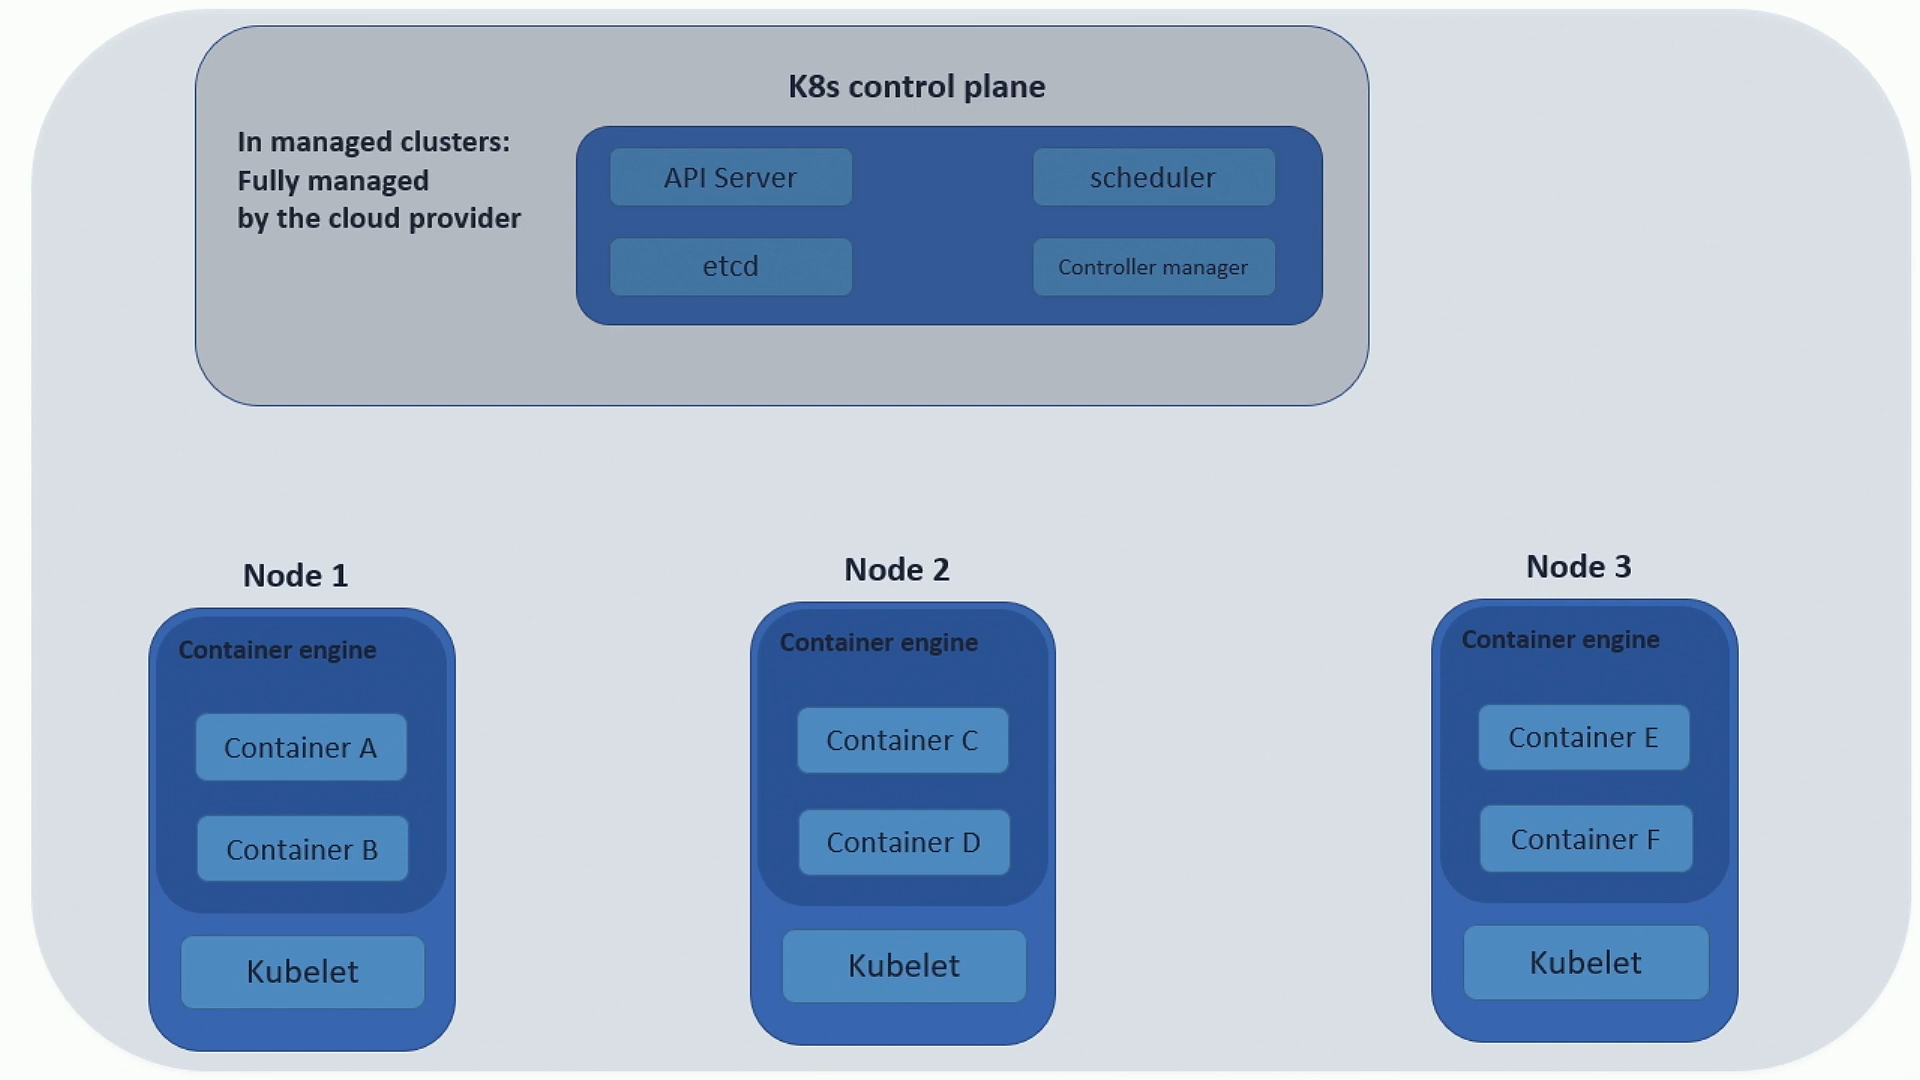 K8s control plane
In managed clusters:
Fully managed
by the cloud provider
API Server
scheduler
etcd
Controller manager
Node 1
Container engine
Container A
Container B
Kubelet
Node 2
Container engine
Container C
Container D
Kubelet
Node 3
Container engine
Container E
Container F
Kubelet